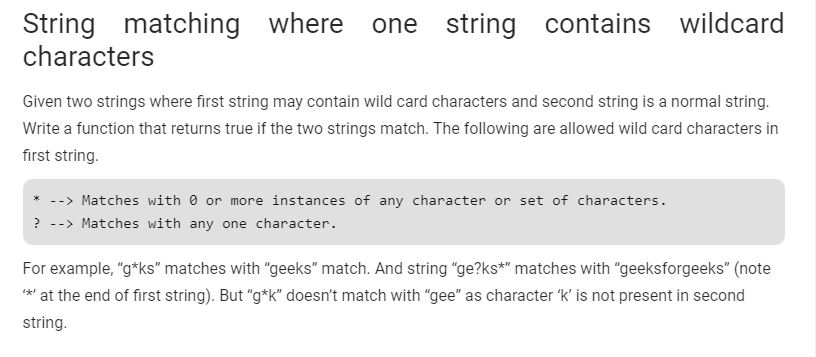 String matching where one string contains wildcard
characters
Given two strings where first string may contain wild card characters and second string is a normal string.
Write a function that returns true if the two strings match. The following are allowed wild card characters in
first string.
* --> Matches with 0 or more instances of any character or set of characters.
? --> Matches with any one character.
For example, “g*ks” matches with “geeks” match. And string “ge?ks*” matches with “geeksforgeeks” (note
‘*’ at the end of first string). But “g*k” doesn’t match with “gee” as character ‘k’ is not present in second
string.